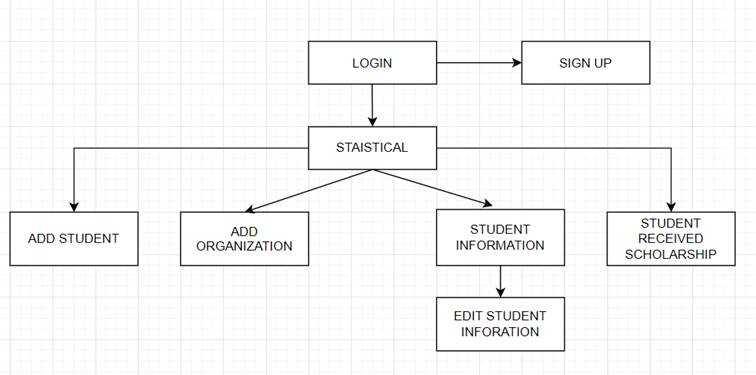 LOGIN
SIGN UP
STAISTICAL
ADD STUDENT
ADD
ORGANIZATION
STUDENT
INFORMATION
STUDENT
RECEIVED
SCHOLARSHIP
EDIT STUDENT
INFORATION